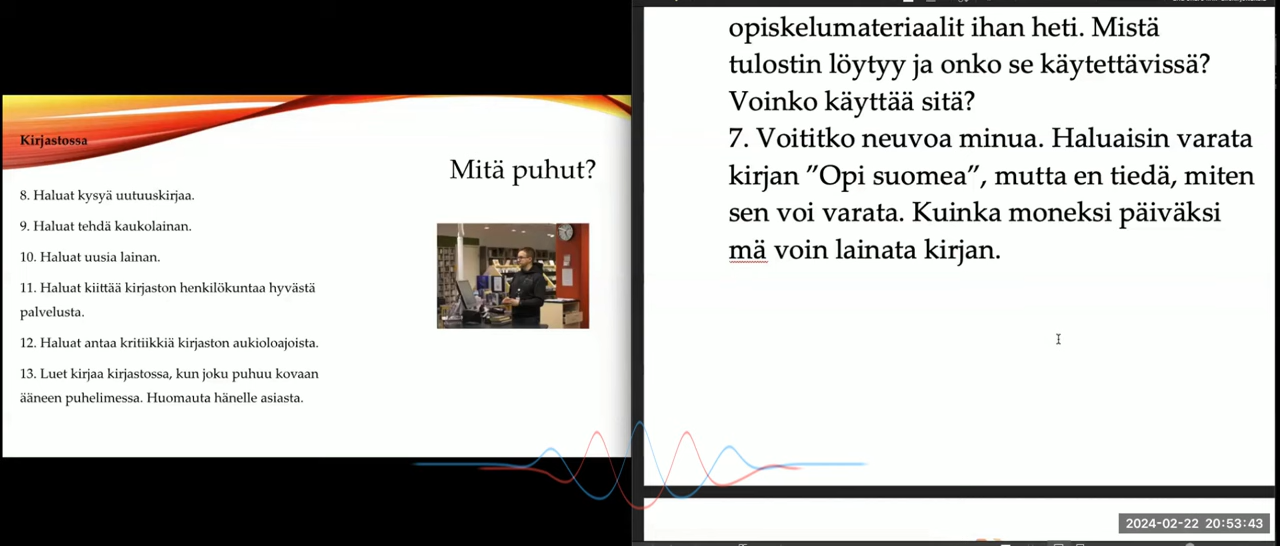 Kirjastossa
Mitä puhut?
8. Haluat kysyä uutuuskirjaa.
9. Haluat tehdä kaukolainan.
10. Haluat uusia lainan.
11. Haluat kiittää kirjaston henkilökuntaa hyvästä
palvelusta.
12. Haluat antaa kritiikkiä kirjaston aukioloajoista.
13. Luet kirjaa kirjastossa, kun joku puhuu kovaan
ääneen puhelimessa. Huomauta hänelle asiasta.
opiskelumateriaalit ihan heti. Mistä
tulostin löytyy ja onko se käytettävissä?
Voinko käyttää sitä?
7. Voititko neuvoa minua. Haluaisin varata
kirjan ”Opi suomea”, mutta en tiedä, miten
sen voi varata. Kuinka moneksi päiväksi
mä voin lainata kirjan.
2024-02-22 20:53:43